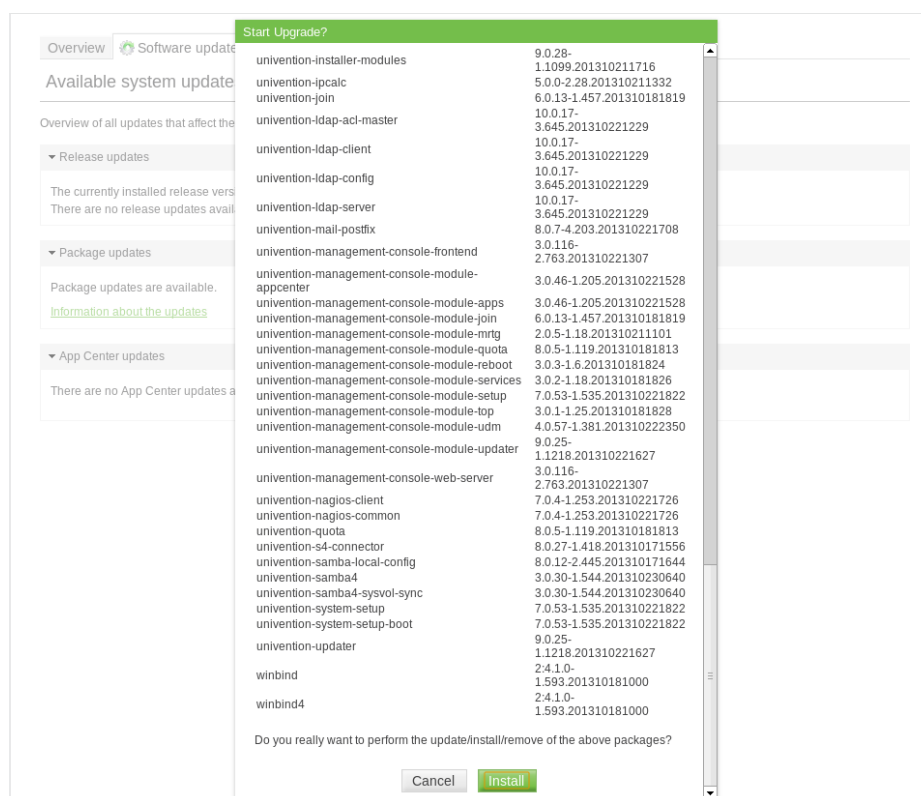 Start Upgrade?
Overview
Software update
Available system update
Overview of all updates that affect the
Release updates
The currently installed release vers
There are no release updates avail
Package updates
Package updates are available.
Information about the updates
App Center updates
There are no App Center updates a
univention-installer-modules 9.0.28-
1.1099.201310211716
univention-ipcalc 5.0.0-2.28.201310211332
univention-join 6.0.13-1.457.201310181819
univention-ldap-acl-master 10.0.17-
3.645.201310221229
univention-ldap-client 10.0.17-
3.645.201310221229
univention-ldap-config 10.0.17-
3.645.201310221229
univention-ldap-server 10.0.17-
3.645.201310221229
univention-mail-postfix 8.0.7-4.203.201310221708
univention-management-console-frontend 3.0.116-
2.763.201310221307
univention-management-console-module-
appcenter 3.0.46-1.205.201310221528
univention-management-console-module-apps 3.0.46-1.205.201310221528
univention-management-console-module-join 6.0.13-1.457.201310181819
univention-management-console-module-mrtg 2.0.5-1.18.201310211101
univention-management-console-module-quota 8.0.5-1.119.201310181813
univention-management-console-module-reboot 3.0.3-1.6.201310181824
univention-management-console-module-services 3.0.2-1.18.201310181826
univention-management-console-module-setup 7.0.53-1.535.201310221822
univention-management-console-module-top 3.0.1-1.25.201310181828
univention-management-console-module-udm 4.0.57-1.381.201310222350
univention-management-console-module-updater 9.0.25-
1.1218.201310221627
univention-management-console-web-server 3.0.116-
2.763.201310221307
univention-nagios-client 7.0.4-1.253.201310221726
univention-nagios-common 7.0.4-1.253.201310221726
univention-quota 8.0.5-1.119.201310181813
univention-s4-connector 8.0.27-1.418.201310171556
univention-samba-local-config 8.0.12-2.445.201310171644
univention-samba4 3.0.30-1.544.201310230640
univention-samba4-sysvol-sync 3.0.30-1.544.201310230640
univention-system-setup 7.0.53-1.535.201310221822
univention-system-setup-boot 7.0.53-1.535.201310221822
univention-updater 9.0.25-
1.1218.201310221627
winbind 2:4.1.0-
1.593.201310181000
winbind4 2:4.1.0-
1.593.201310181000
Do you really want to perform the update/install/remove of the above packages?
Cancel
Install